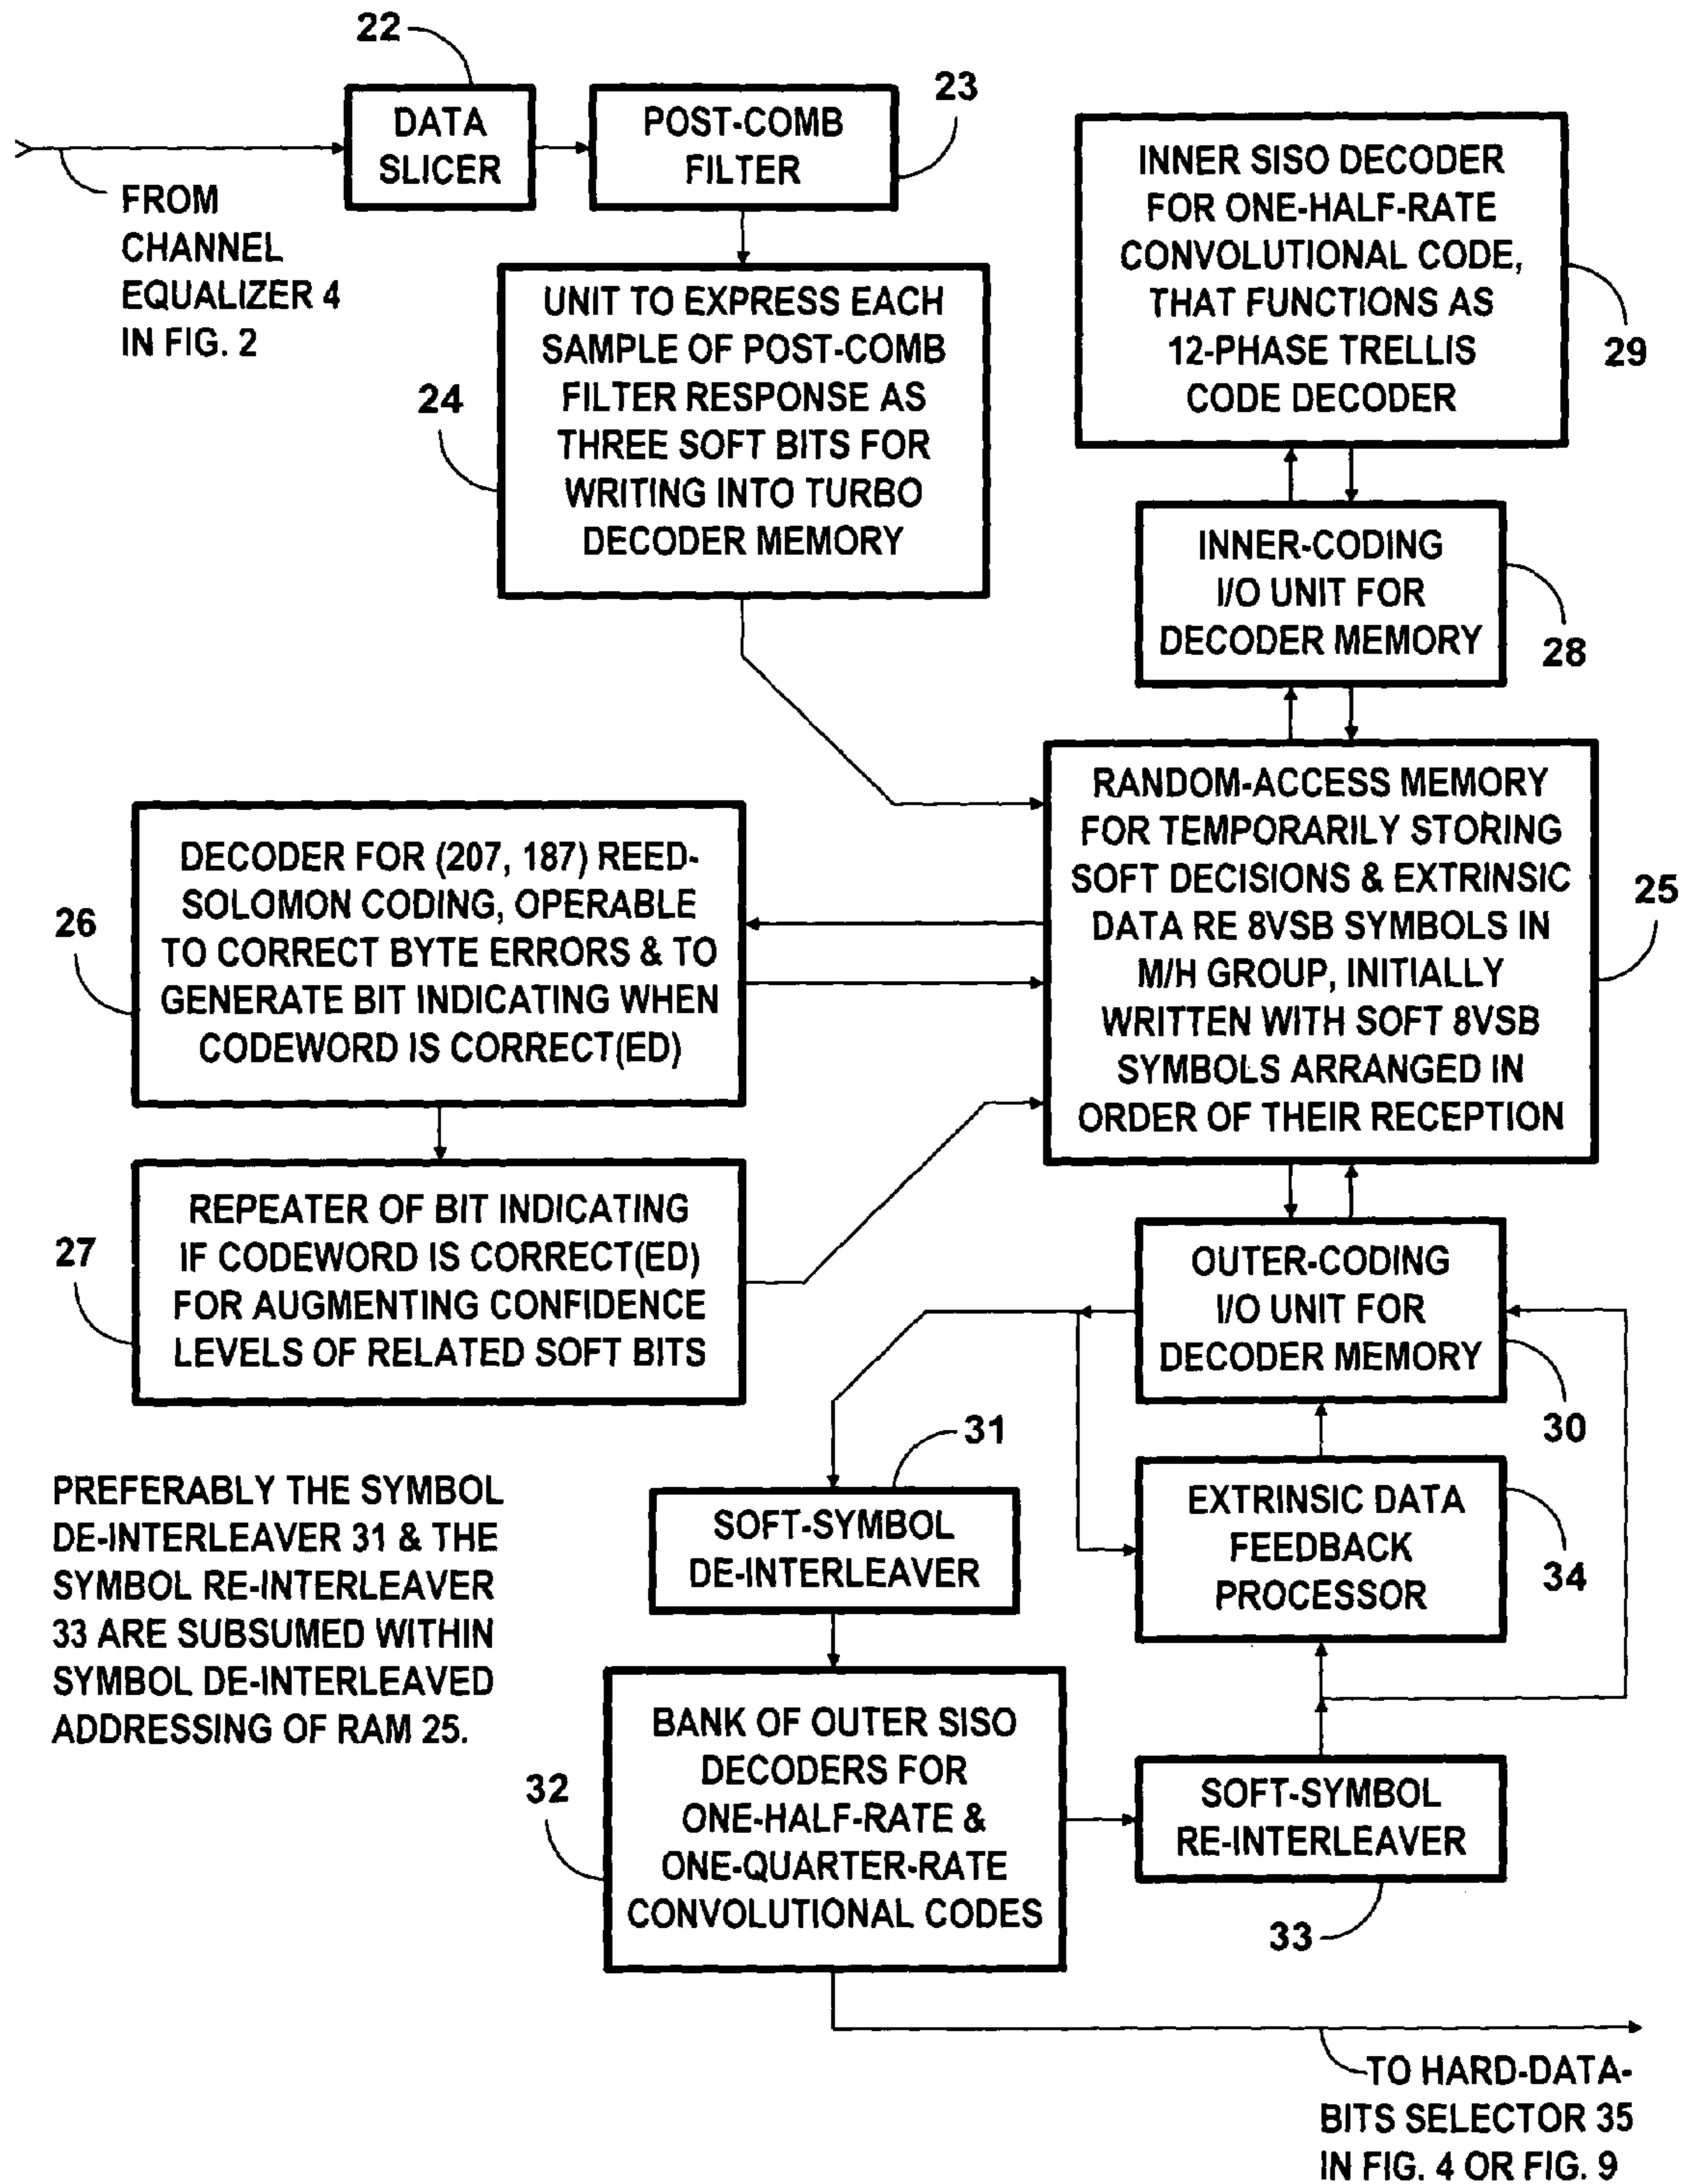 22
DATA
SLICER
POST-COMB
FILTER
23
FROM
CHANNEL
EQUALIZER 4
IN FIG. 2
UNIT TO EXPRESS EACH
SAMPLE OF POST-COMB
FILTER RESPONSE AS
THREE SOFT BITS FOR
WRITING INTO TURBO
DECODER MEMORY
24
INNER SISO DECODER
FOR ONE-HALF-RATE
CONVOLUTIONAL CODE,
THAT FUNCTIONS AS
12-PHASE TRELLIS
CODE DECODER
29
INNER-CODING
I/O UNIT FOR
DECODER MEMORY
28
RANDOM-ACCESS MEMORY
FOR TEMPORARILY STORING
SOFT DECISIONS & EXTRINSIC
DATA RE 8VSB SYMBOLS IN
M/H GROUP, INITIALLY
WRITTEN WITH SOFT 8VSB
SYMBOLS ARRANGED IN
ORDER OF THEIR RECEPTION
25
DECODER FOR (207, 187) REED-
SOLOMON CODING, OPERABLE
TO CORRECT BYTE ERRORS & TO
GENERATE BIT INDICATING WHEN
CODEWORD IS CORRECT(ED)
26
REPEATER OF BIT INDICATING
IF CODEWORD IS CORRECT(ED)
FOR AUGMENTING CONFIDENCE
LEVELS OF RELATED SOFT BITS
27
OUTER-CODING
I/O UNIT FOR
DECODER MEMORY
30
31
SOFT-SYMBOL
DE-INTERLEAVER
EXTRINSIC DATA
FEEDBACK
PROCESSOR
34
PREFERABLY THE SYMBOL
DE-INTERLEAVER 31 & THE
SYMBOL RE-INTERLEAVER
33 ARE SUBSUMED WITHIN
SYMBOL DE-INTERLEAVED
ADDRESSING OF RAM 25.
BANK OF OUTER SISO
DECODERS FOR
ONE-HALF-RATE &
ONE-QUARTER-RATE
CONVOLUTIONAL CODES
32
SOFT-SYMBOL
RE-INTERLEAVER
33
TO HARD-DATA-
BITS SELECTOR 35
IN FIG. 4 OR FIG. 9